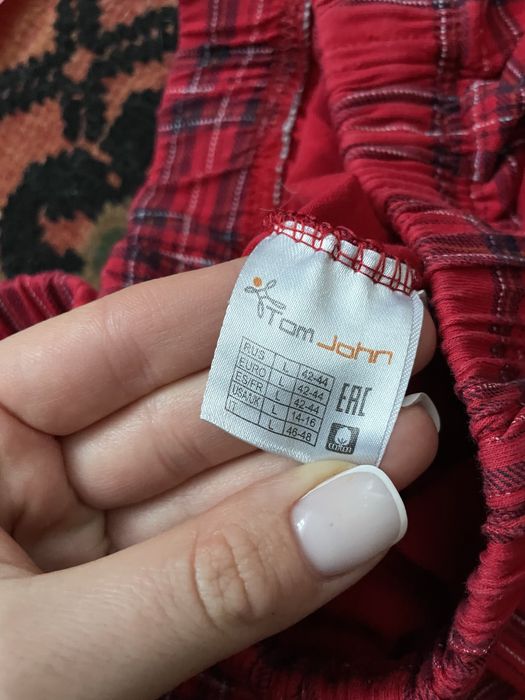 Tom John
RUS L 42-44
EURO L 42-44
ES/FR L 42-44
USA,UK L 14-16
IT L 46-48
EAC
COTTON